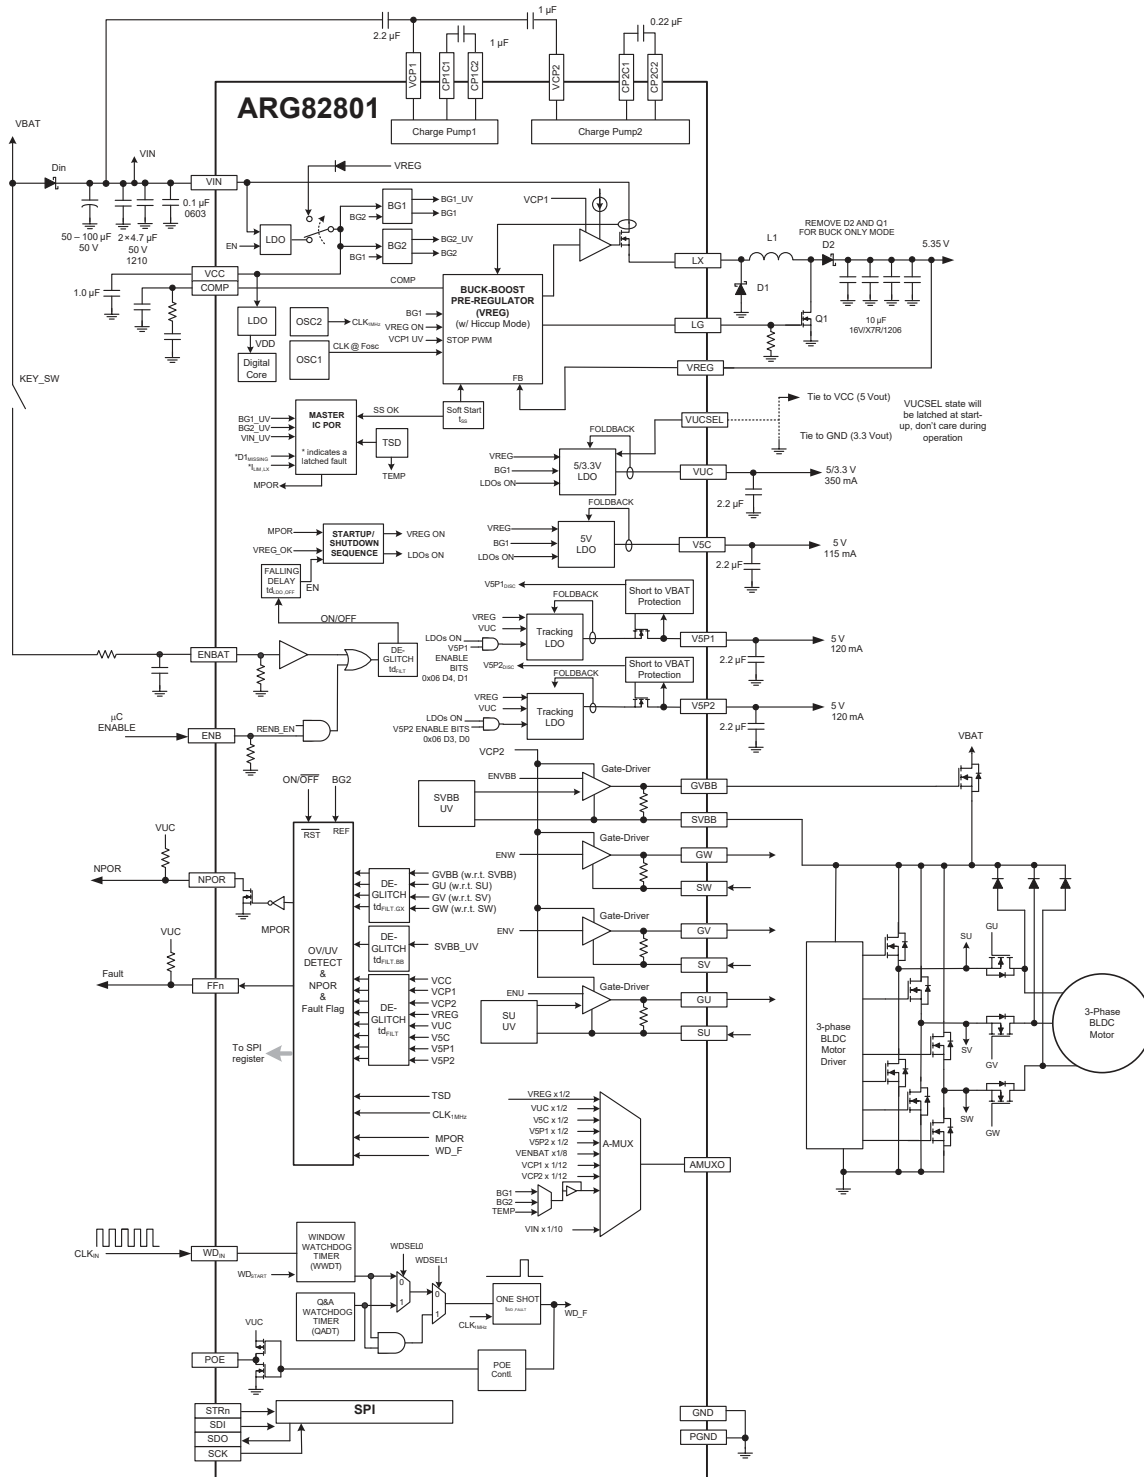 1 µF
2.2 µF
1 µF
0.22 µF
VCP1
CP1C1
CP1C2
VCP2
CP2C1
CP2C2
ARG82801
Charge Pump1
Charge Pump2
VBAT
Din
VIN
VIN
VREG
VCP1
50 – 100 µF
50 V
2×4.7 µF
50 V
1210
0.1 µF
0603
EN
LDO
BG2
BG1
BG1_UV
BG1
BG1
BG2
BG2_UV
BG2
REMOVE D2 AND Q1
FOR BUCK ONLY MODE
L1
D2
5.35 V
LX
D1
VCC
COMP
COMP
1.0 µF
LDO
VDD
Digital
Core
OSC2
CLK1MHz
OSC1
CLK @ Fosc
BG1
VREG ON
VCP1 UV
BUCK-BOOST
PRE-REGULATOR
(VREG)
(w/ Hiccup Mode)
STOP PWM
FB
LG
Q1
10 µF
16V/X7R/1206
VREG
KEY_SW
BG1_UV
BG2_UV
VIN_UV
*D1MISSING
*ILIM,LX
MPOR
MASTER
IC POR
* indicates a
latched fault
SS OK
Soft Start
tSS
TSD
TEMP
VUCSEL
Tie to VCC (5 Vout)
Tie to GND (3.3 Vout)
VUCSEL state will
be latched at start-
up, don't care during
operation
FOLDBACK
VREG
BG1
LDOs ON
5/3.3V
LDO
VUC
5/3.3 V
350 mA
2.2 µF
FOLDBACK
VREG
BG1
LDOs ON
5V
LDO
V5C
5 V
115 mA
2.2 µF
MPOR
VREG_OK
STARTUP/
SHUTDOWN
SEQUENCE
VREG ON
LDOs ON
FALLING
DELAY
tdLDO_OFF
EN
ON/OFF
V5P1DISC
Short to VBAT
Protection
FOLDBACK
VREG
VUC
LDOs ON
V5P1
ENABLE
BITS
0x06 D4, D1
Tracking
LDO
V5P1
5 V
120 mA
2.2 µF
ENBAT
DE-
GLITCH
tdFILT
V5P2DISC
Short to VBAT
Protection
FOLDBACK
VREG
VUC
LDOs ON
V5P2 ENABLE BITS
0x06 D3, D0
Tracking
LDO
V5P2
5 V
120 mA
2.2 µF
µC
ENABLE
ENB
RENB_EN
VCP2
VBAT
ENVBB
Gate-Driver
GVBB
SVBB
UV
SVBB
ENW
Gate-Driver
GW
SW
ENV
Gate-Driver
GV
SV
ENU
Gate-Driver
GU
SU
UV
SU
ON/OFF
BG2
RST
REF
VUC
NPOR
NPOR
MPOR
VUC
Fault
FFn
To SPI
register
OV/UV
DETECT
&
NPOR
&
Fault Flag
DE-
GLITCH
tdFILT.GX
GVBB (w.r.t. SVBB)
GU (w.r.t. SU)
GV (w.r.t. SV)
GW (w.r.t. SW)
DE-
GLITCH
tdFILT.BB
SVBB_UV
DE-
GLITCH
tdFILT
VCC
VCP1
VCP2
VREG
VUC
V5C
V5P1
V5P2
TSD
CLK1MHz
MPOR
WD_F
3-phase
BLDC
Motor
Driver
SU
GU
SV
GV
SW
GW
3-Phase
BLDC
Motor
VREG x1/2
VUC x1/2
V5C x 1/2
V5P1 x 1/2
V5P2 x 1/2
VENBAT x1/8
VCP1 x 1/12
VCP2 x 1/12
BG1
BG2
TEMP
VIN x1/10
A-MUX
AMUXO
CLKIN
WDIN
WDSTART
WINDOW
WATCHDOG
TIMER
(WWDT)
Q&A
WATCHDOG
TIMER
(QADT)
WDSEL0
WDSEL1
0
1
0
1
ONE SHOT
tWD_FAULT
CLK1MHz
WD_F
VUC
POE
POE
Contl.
STRn
SDI
SDO
SCK
SPI
GND
PGND